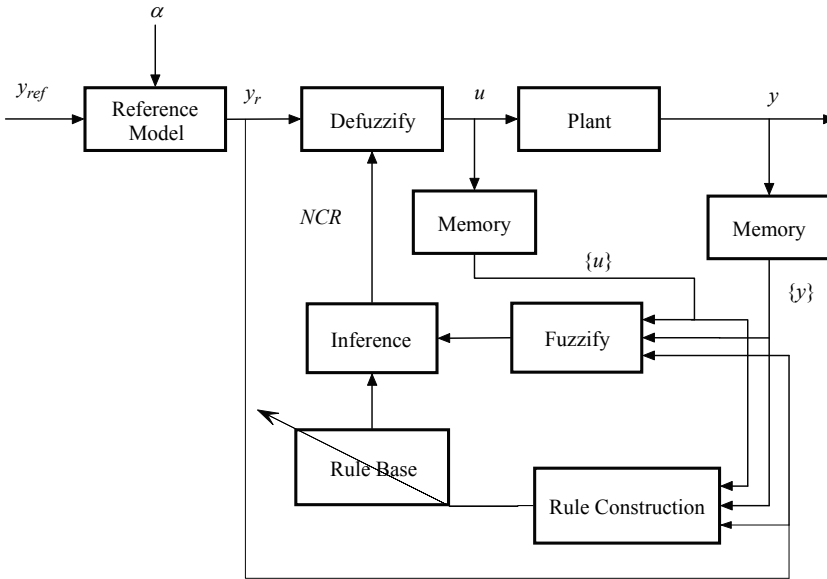 α
y_ref
Reference
Model
y_r
Defuzzify
u
Plant
y
NCR
Memory
Memory
{u}
{y}
Inference
Fuzzify
Rule Base
Rule Construction